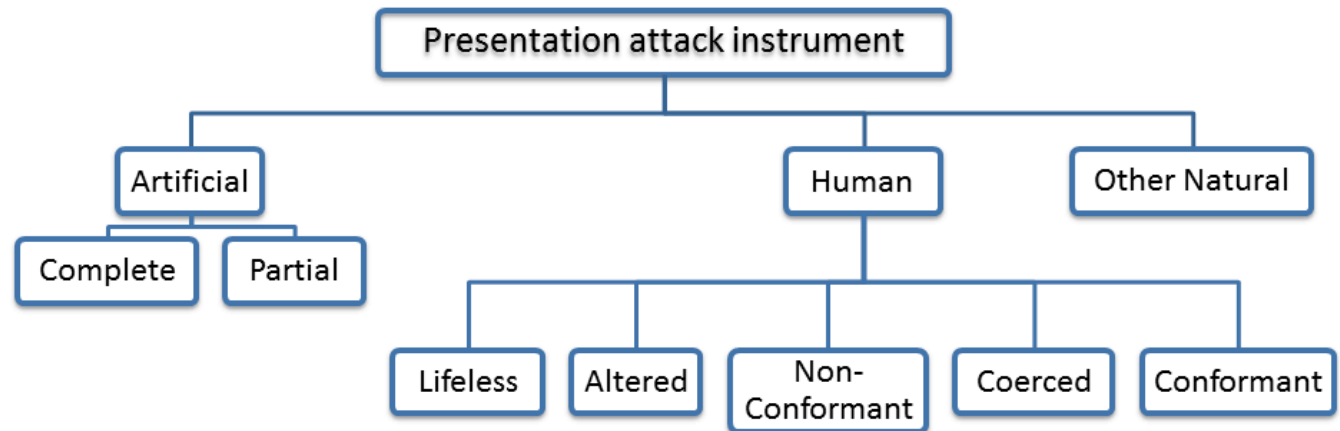 Presentation attack instrument
Artificial
Human
Other Natural
Complete
Partial
Lifeless
Altered
Non-
Conformant
Coerced
Conformant